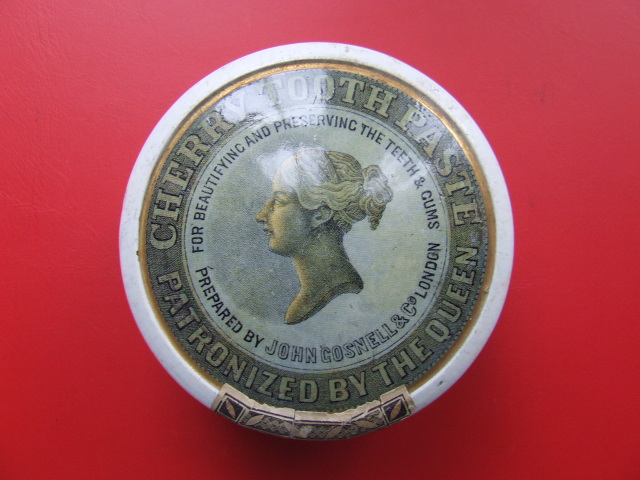 CHERRY TOOTH PASTE
PATRONIZED BY THE QUEEN
FOR BEAUTIFYING AND PRESERVING THE TEETH & GUMS
PREPARED BY JOHN GOSNELL & Co LONDON